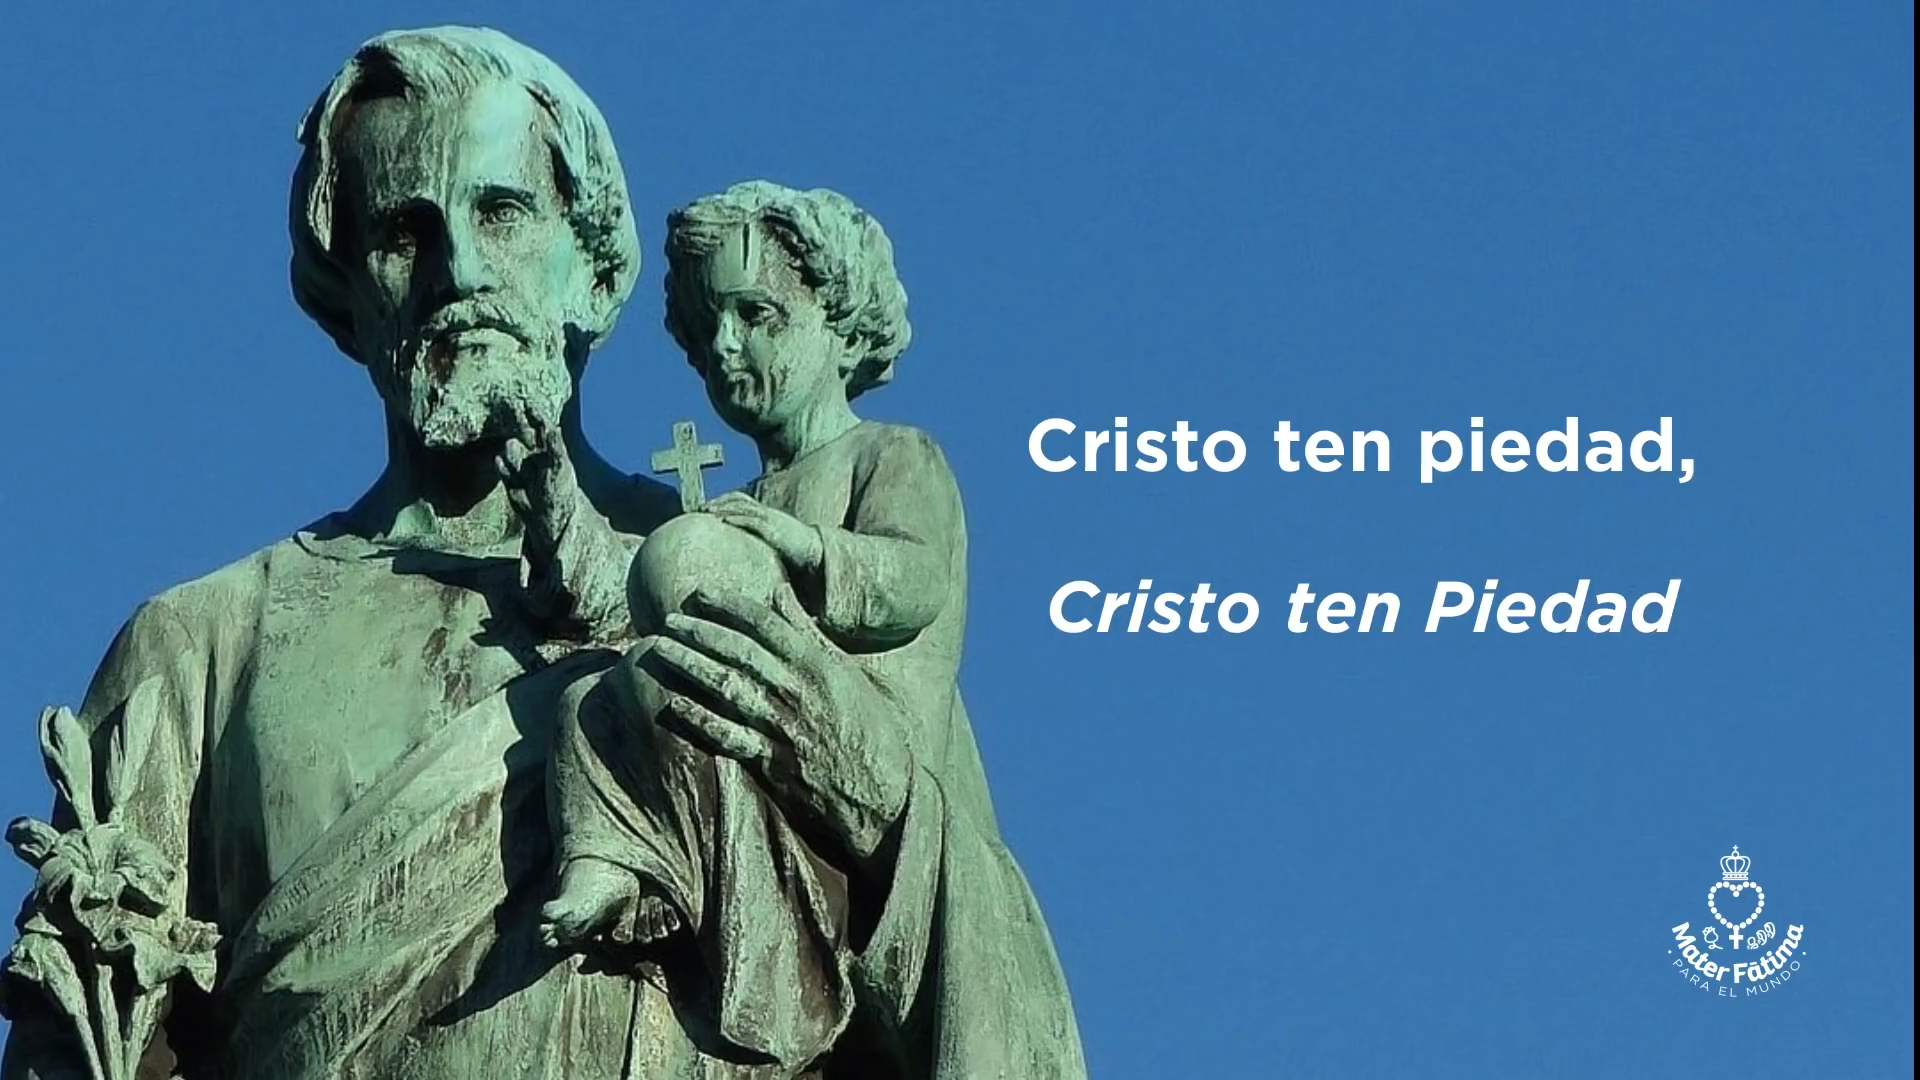 Cristo ten piedad,
Cristo ten Piedad
Mater Fátima
· PARA EL MUNDO ·